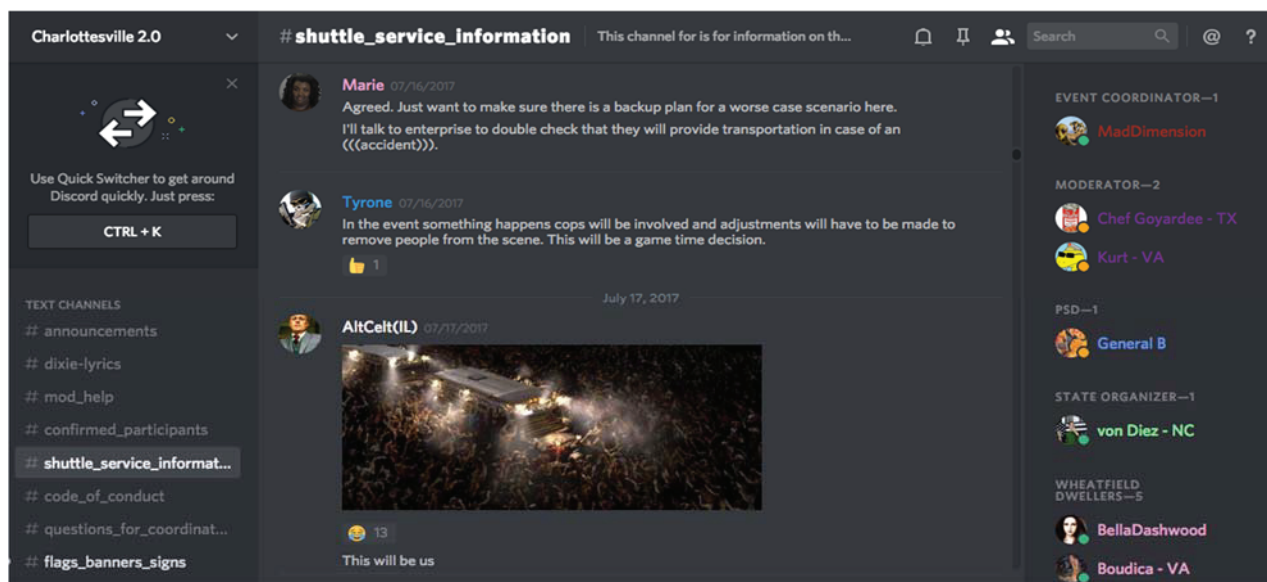 Charlottesville 2.0
#shuttle_service_information
This channel for is for information on th...
Search
@
?
Use Quick Switcher to get around
Discord quickly. Just press:
CTRL + K
TEXT CHANNELS
# announcements
# dixie-lyrics
# mod_help
# confirmed_participants
# shuttle_service_informat...
# code_of_conduct
# questions_for_coordinat...
# flags_banners_signs
Marie 07/16/2017
Agreed. Just want to make sure there is a backup plan for a worse case scenario here.
I'll talk to enterprise to double check that they will provide transportation in case of an
(((accident))).
Tyrone 07/16/2017
In the event something happens cops will be involved and adjustments will have to be made to
remove people from the scene. This will be a game time decision.
1
July 17, 2017
AltCelt(IL) 07/17/2017
13
This will be us
EVENT COORDINATOR—1
MadDimension
MODERATOR—2
Chef Goyardee - TX
Kurt - VA
PSD—1
General B
STATE ORGANIZER—1
von Diez - NC
WHEATFIELD
DWELLERS—5
BellaDashwood
Boudica - VA